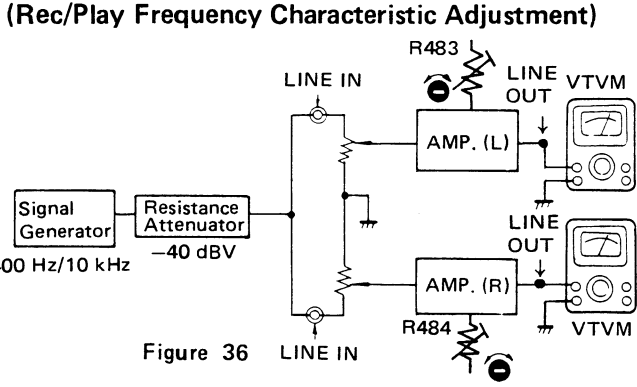 (Rec/Play Frequency Characteristic Adjustment)
R483
LINE IN
LINE
OUT
VTVM
AMP. (L)
Signal
Generator
Resistance
Attenuator
00 Hz/10 kHz
−40 dBV
LINE
OUT
AMP. (R)
R484
VTVM
Figure 36
LINE IN